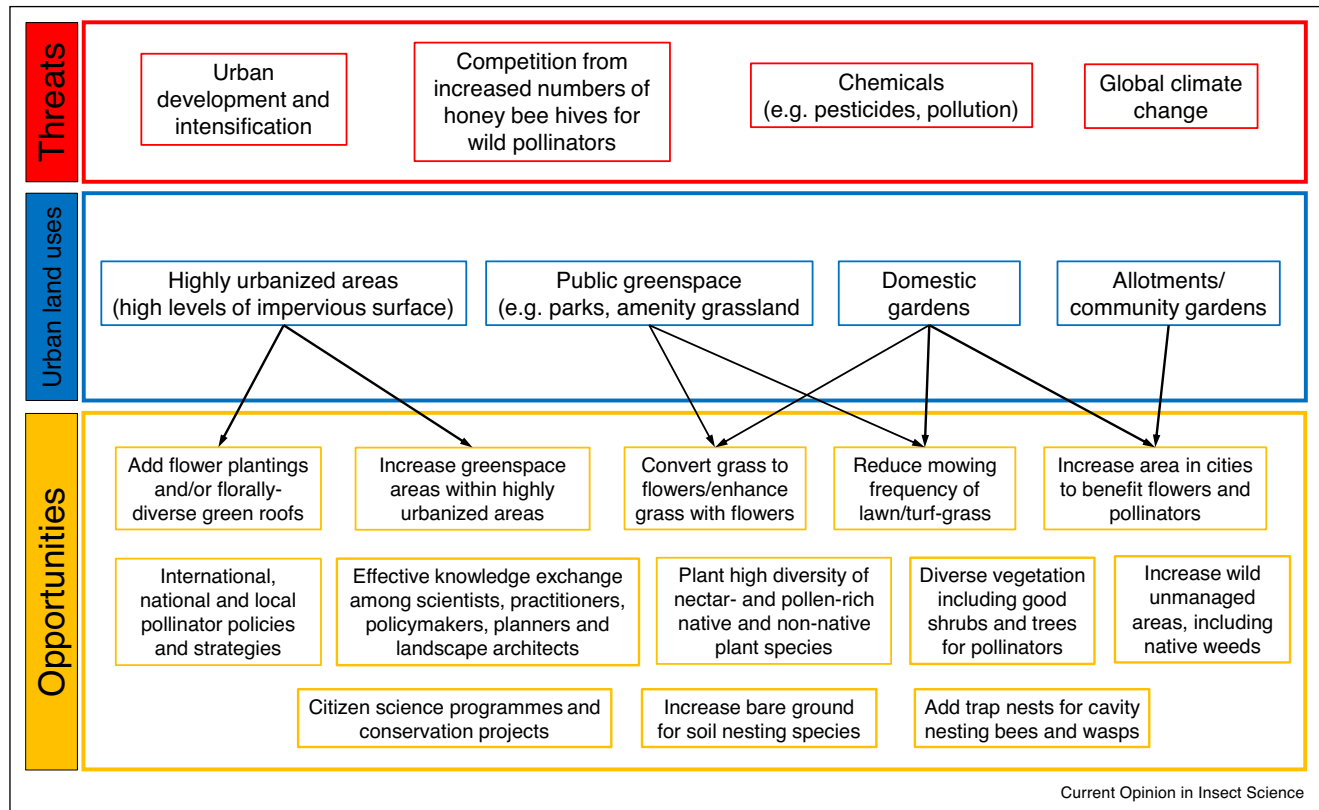 Threats
Urban
development and
intensification
Competition from
increased numbers of
honey bee hives for
wild pollinators
Chemicals
(e.g. pesticides, pollution)
Global climate
change
Urban land uses
Highly urbanized areas
(high levels of impervious surface)
Public greenspace
(e.g. parks, amenity grassland
Domestic
gardens
Allotments/
community gardens
Opportunities
Add flower plantings
and/or florally-
diverse green roofs
Increase greenspace
areas within highly
urbanized areas
Convert grass to
flowers/enhance
grass with flowers
Reduce mowing
frequency of
lawn/turf-grass
Increase area in cities
to benefit flowers and
pollinators
International,
national and local
pollinator policies
and strategies
Effective knowledge exchange
among scientists, practitioners,
policymakers, planners and
landscape architects
Plant high diversity of
nectar- and pollen-rich
native and non-native
plant species
Diverse vegetation
including good
shrubs and trees
for pollinators
Increase wild
unmanaged
areas, including
native weeds
Citizen science programmes and
conservation projects
Increase bare ground
for soil nesting species
Add trap nests for cavity
nesting bees and wasps
Current Opinion in Insect Science